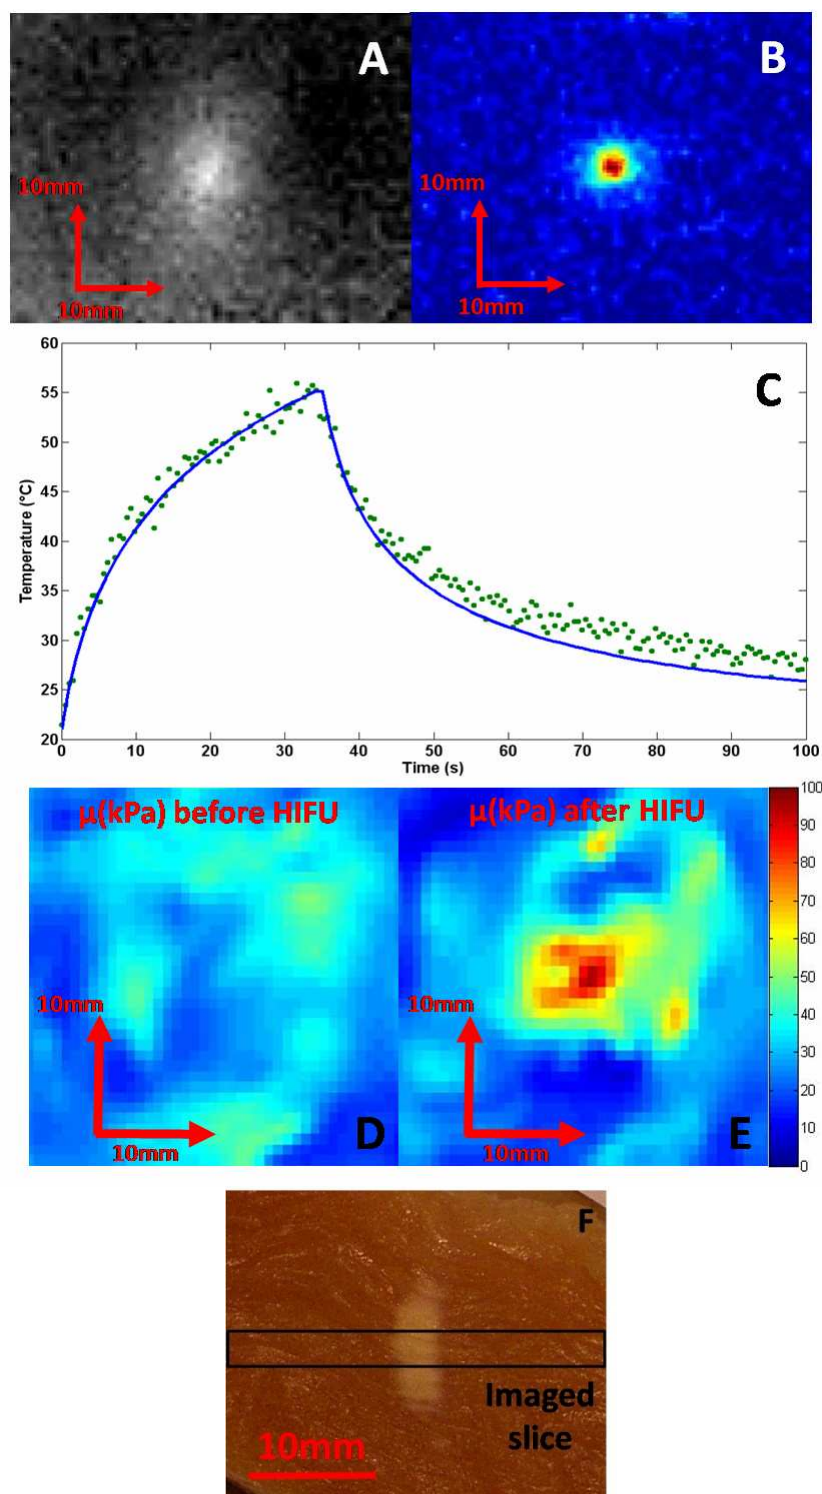 A
B
10mm
10mm
10mm
10mm
C
60
55
50
45
40
35
30
25
20
Temperature (°C)
0 10 20 30 40 50 60 70 80 90 100
Time (s)
μ(kPa) before HIFU
μ(kPa) after HIFU
100
90
80
70
60
50
40
30
20
10
0
10mm
10mm
10mm
10mm
D
E
F
Imaged
slice
10mm